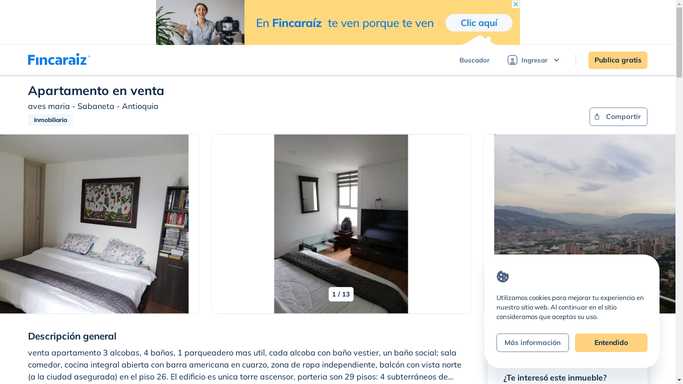 En Fincaraíz te ven porque te ven
Clic aquí
Fincaraíz
Buscador
Ingresar
Publica gratis
Apartamento en venta
aves maria - Sabaneta - Antioquia
Inmobiliaria
Compartir
1 / 13
Utilizamos cookies para mejorar tu experiencia en
nuestro sitio web. Al continuar en el sitio
consideramos que aceptas su uso.
Más información
Entendido
Descripción general
venta apartamento 3 alcobas, 4 baños, 1 parqueadero mas util, cada alcoba con baño vestier, un baño social; sala
comedor, cocina integral abierta con barra americana en cuarzo, zona de ropa independiente, balcón con vista norte
(a la ciudad asegurada) en el piso 26. El edificio es unica torre ascensor, porteria son 29 pisos: 4 subterráneos de...
¿Te interesó este inmueble?